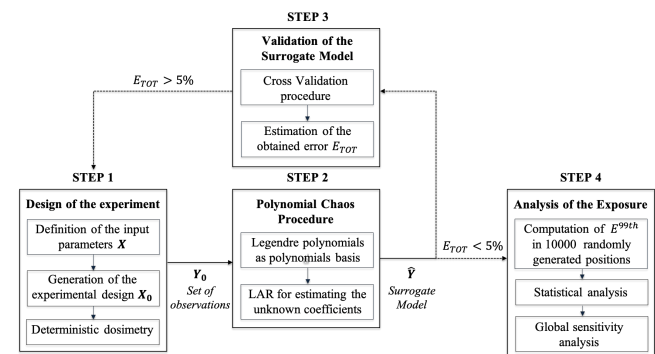 STEP 3
Validation of the
Surrogate Model
Cross Validation
procedure
Estimation of the
obtained error E_TOT
E_TOT > 5%
STEP 1
Design of the experiment
Definition of the input
parameters X
Generation of the
experimental design X₀
Deterministic dosimetry
Y₀
Set of
observations
STEP 2
Polynomial Chaos
Procedure
Legendre polynomials
as polynomials basis
LAR for estimating the
unknown coefficients
Ŷ
Surrogate
Model
E_TOT < 5%
STEP 4
Analysis of the Exposure
Computation of E^99th
in 10000 randomly
generated positions
Statistical analysis
Global sensitivity
analysis